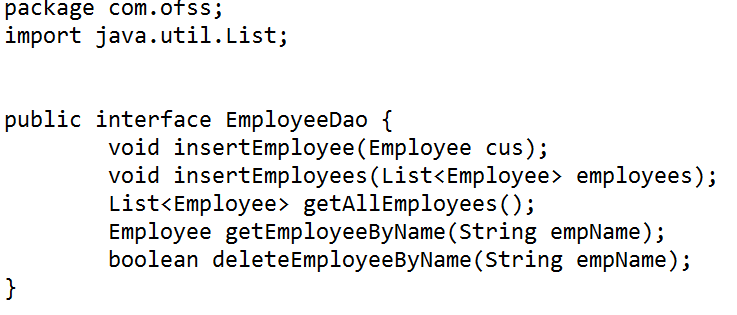 package com.ofss;
import java.util.List;
public interface EmployeeDao {
void insertEmployee(Employee cus);
void insertEmployees(List<Employee> employees);
List<Employee> getAllEmployees();
Employee getEmployeeByName(String empName);
boolean deleteEmployeeByName(String empName);
}